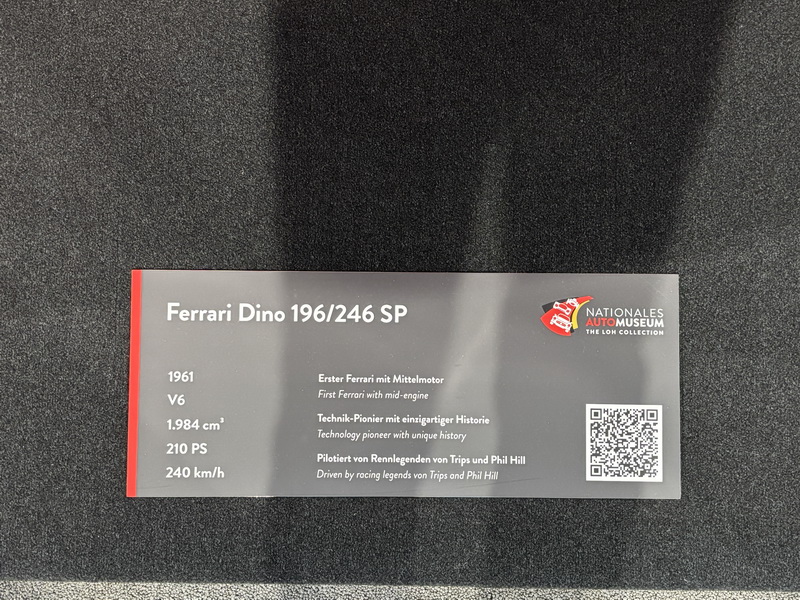 Ferrari Dino 196/246 SP
NATIONALES
AUTOMUSEUM
THE LOH COLLECTION
1961
V6
1.984 cm³
210 PS
240 km/h
Erster Ferrari mit Mittelmotor
First Ferrari with mid-engine
Technik-Pionier mit einzigartiger Historie
Technology pioneer with unique history
Pilotiert von Rennlegenden von Trips und Phil Hill
Driven by racing legends von Trips and Phil Hill